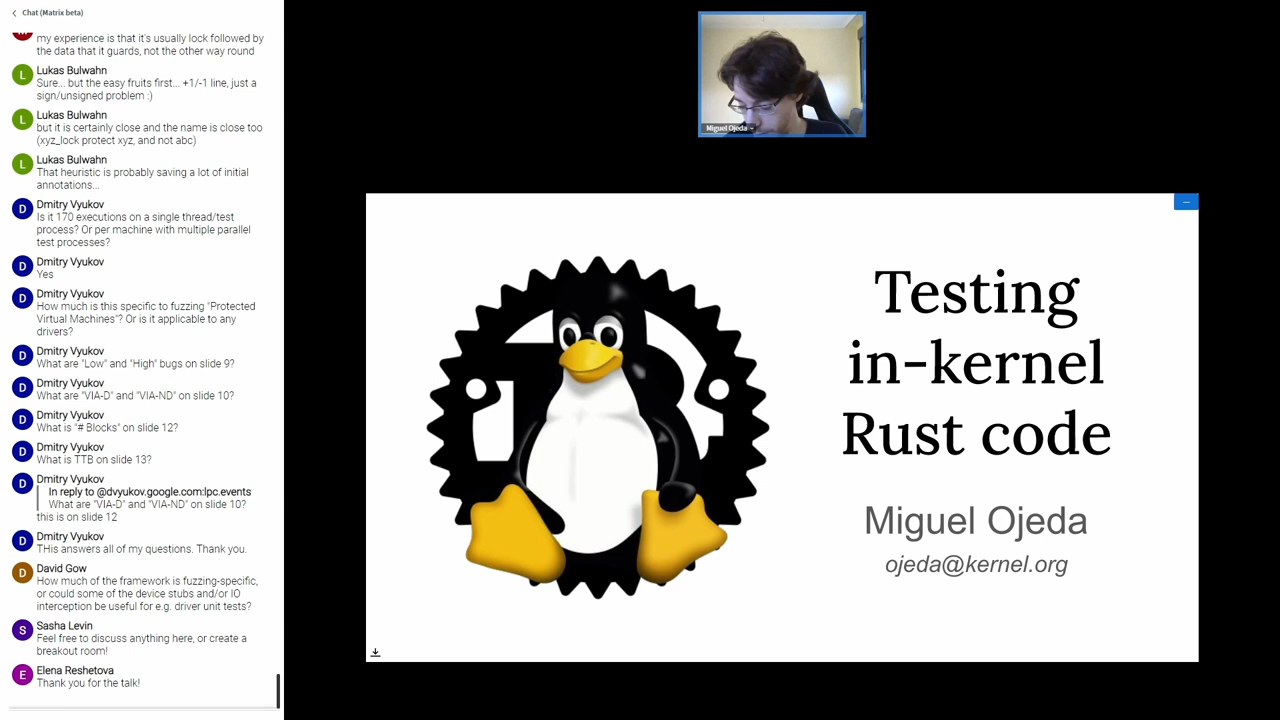 Chat (Matrix beta)
my experience is that it's usually lock followed by
the data that it guards, not the other way round
L
Lukas Bulwahn
Sure... but the easy fruits first... +1/-1 line, just a
sign/unsigned problem :)
L
Lukas Bulwahn
but it is certainly close and the name is close too
(xyz_lock protect xyz, and not abc)
L
Lukas Bulwahn
That heuristic is probably saving a lot of initial
annotations...
D
Dmitry Vyukov
Is it 170 executions on a single thread/test
process? Or per machine with multiple parallel
test processes?
D
Dmitry Vyukov
Yes
D
Dmitry Vyukov
How much is this specific to fuzzing "Protected
Virtual Machines"? Or is it applicable to any
drivers?
D
Dmitry Vyukov
What are "Low" and "High" bugs on slide 9?
D
Dmitry Vyukov
What are "VIA-D" and "VIA-ND" on slide 10?
D
Dmitry Vyukov
What is "# Blocks" on slide 12?
D
Dmitry Vyukov
What is TTB on slide 13?
D
Dmitry Vyukov
In reply to @dvyukov.google.com:lpc.events
What are "VIA-D" and "VIA-ND" on slide 10?
this is on slide 12
D
Dmitry Vyukov
THis answers all of my questions. Thank you.
D
David Gow
How much of the framework is fuzzing-specific,
or could some of the device stubs and/or IO
interception be useful for e.g. driver unit tests?
S
Sasha Levin
Feel free to discuss anything here, or create a
breakout room!
E
Elena Reshetova
Thank you for the talk!
Miguel Ojeda
Testing
in-kernel
Rust code
Miguel Ojeda
ojeda@kernel.org